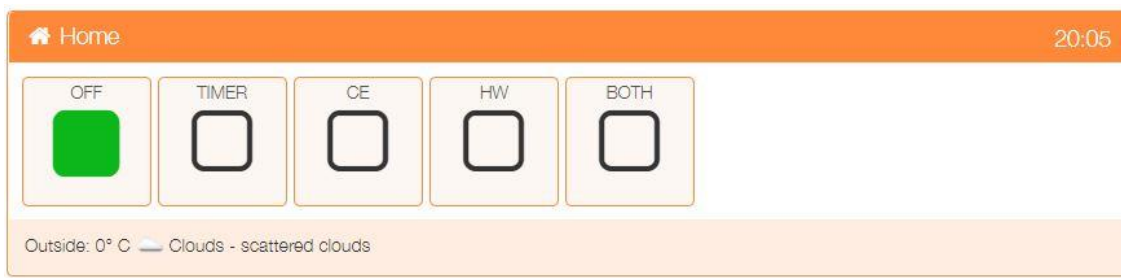 Home 20:05
OFF TIMER CE HW BOTH
Outside: 0° C Clouds - scattered clouds